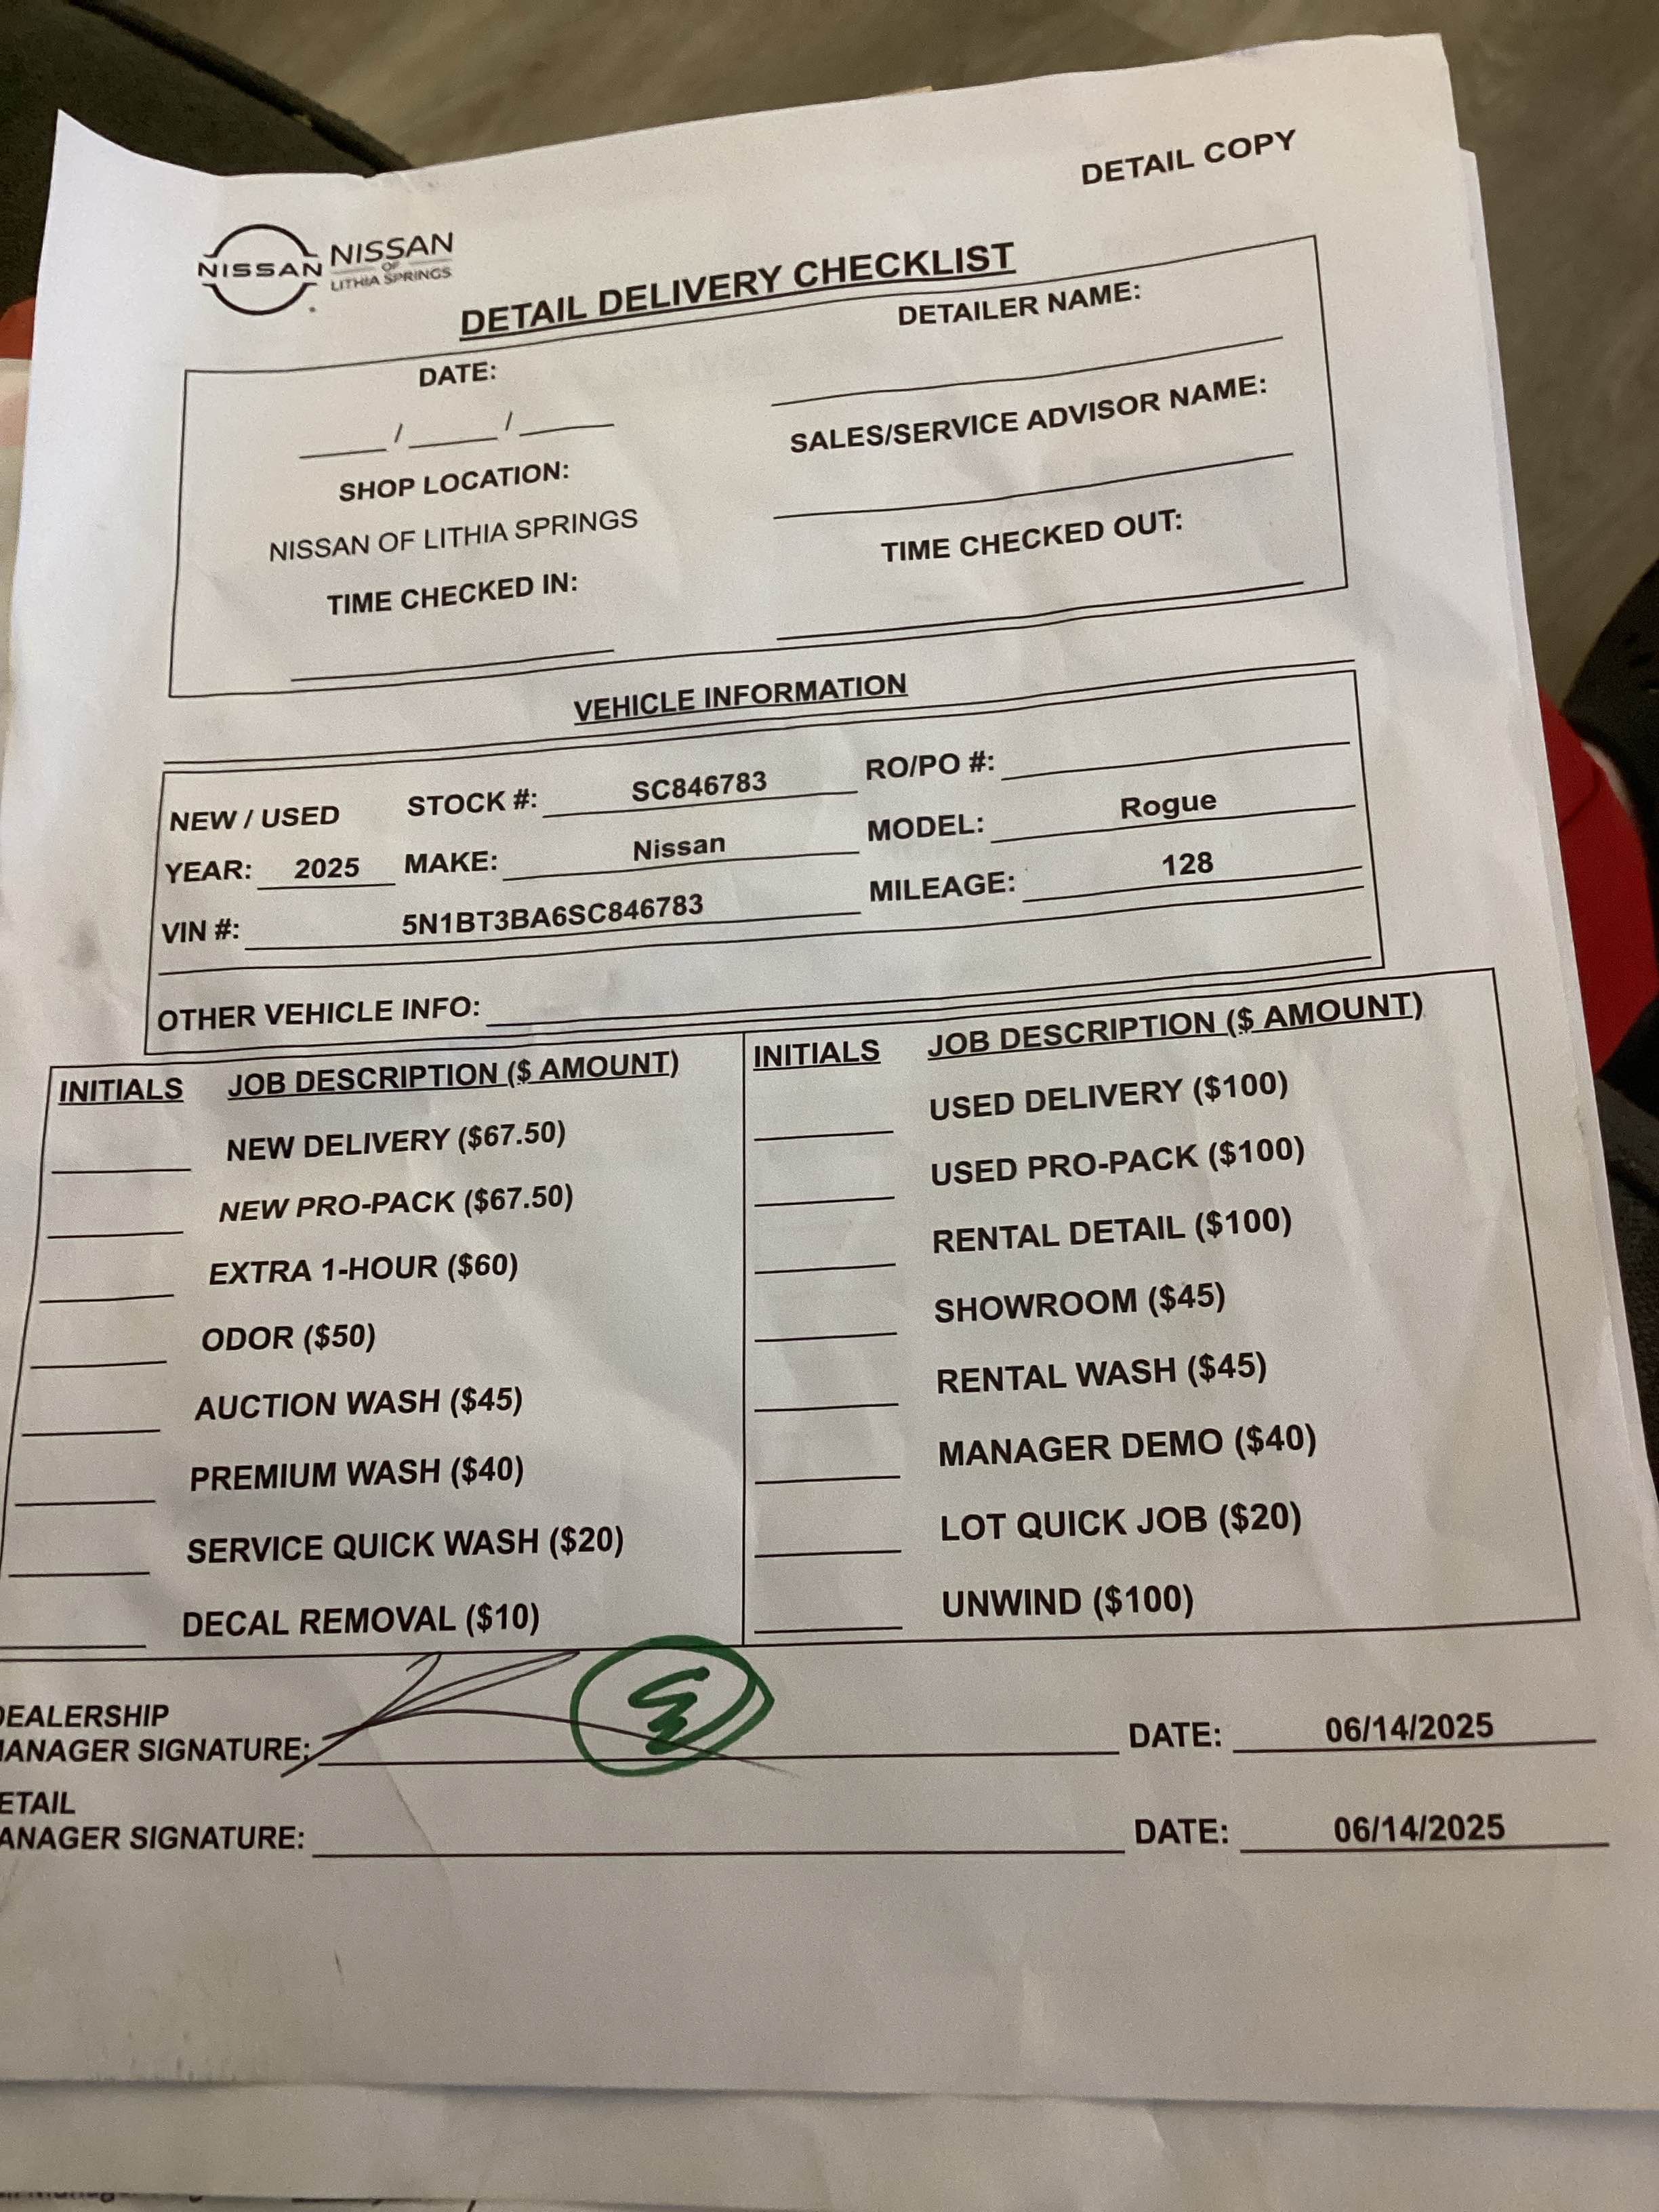 DETAIL COPY
NISSAN
NISSAN
OF
LITHIA SPRINGS
DETAIL DELIVERY CHECKLIST
DATE:
DETAILER NAME:
____/____/____
SALES/SERVICE ADVISOR NAME:
SHOP LOCATION:
NISSAN OF LITHIA SPRINGS
TIME CHECKED IN:
TIME CHECKED OUT:
VEHICLE INFORMATION
NEW / USED STOCK #: SC846783 RO/PO #:
YEAR: 2025 MAKE: Nissan MODEL: Rogue
VIN #: 5N1BT3BA6SC846783 MILEAGE: 128
OTHER VEHICLE INFO:
INITIALS JOB DESCRIPTION ($ AMOUNT)
NEW DELIVERY ($67.50)
NEW PRO-PACK ($67.50)
EXTRA 1-HOUR ($60)
ODOR ($50)
AUCTION WASH ($45)
PREMIUM WASH ($40)
SERVICE QUICK WASH ($20)
DECAL REMOVAL ($10)
INITIALS JOB DESCRIPTION ($ AMOUNT)
USED DELIVERY ($100)
USED PRO-PACK ($100)
RENTAL DETAIL ($100)
SHOWROOM ($45)
RENTAL WASH ($45)
MANAGER DEMO ($40)
LOT QUICK JOB ($20)
UNWIND ($100)
DEALERSHIP
MANAGER SIGNATURE: DATE: 06/14/2025
ETAIL
ANAGER SIGNATURE: DATE: 06/14/2025